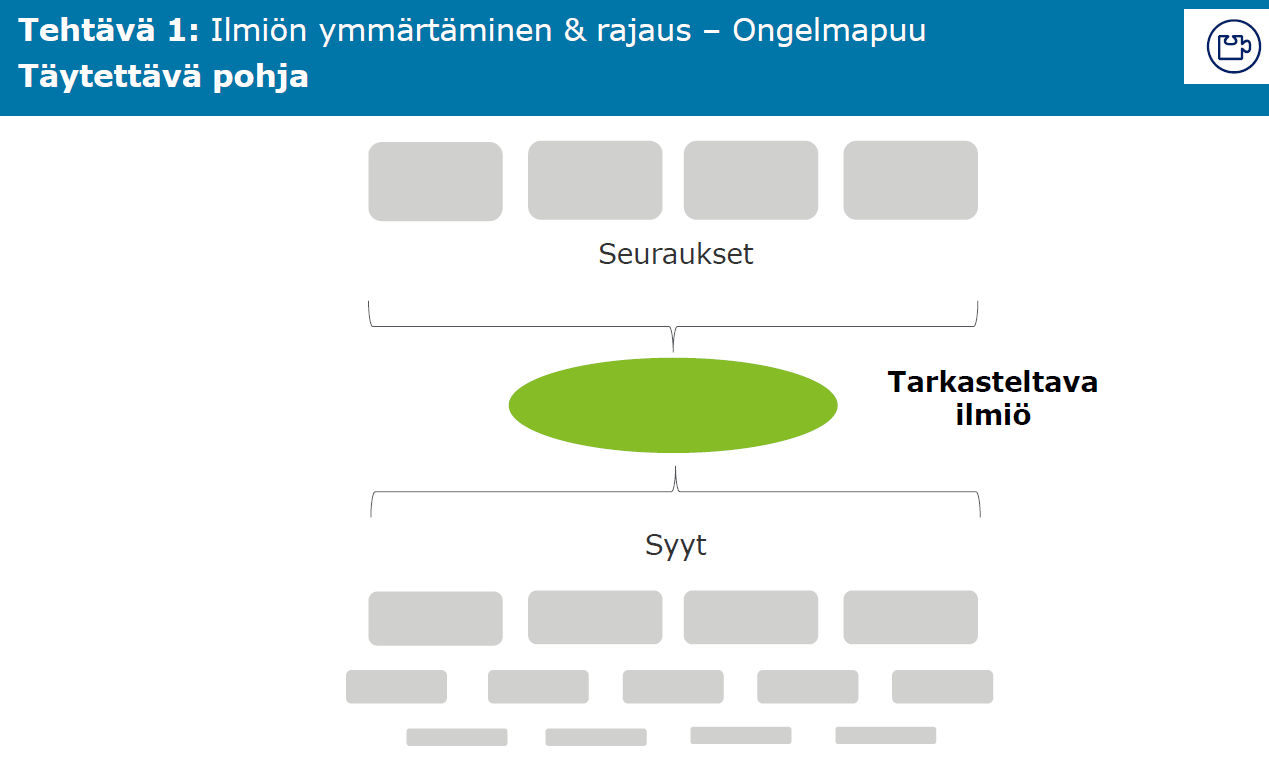 Tehtävä 1: Ilmiön ymmärtäminen & rajaus – Ongelmapuu
Täytettävä pohja
Seuraukset
Tarkasteltava
ilmiö
Syyt